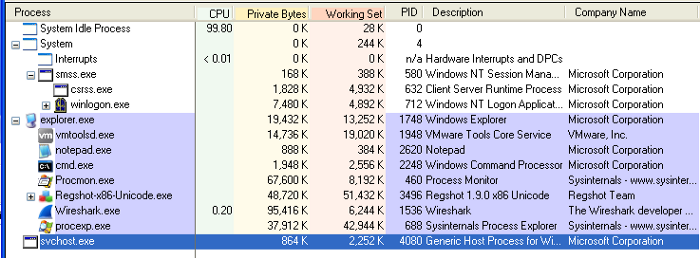 Process CPU Private Bytes Working Set PID Description Company Name
System Idle Process 99.80 0 K 28 K 0
System 0 K 244 K 4
Interrupts < 0.01 0 K 0 K n/a Hardware Interrupts and DPCs
smss.exe 168 K 388 K 580 Windows NT Session Mana... Microsoft Corporation
csrss.exe 1,828 K 4,932 K 632 Client Server Runtime Process Microsoft Corporation
winlogon.exe 7,480 K 4,892 K 712 Windows NT Logon Applicat... Microsoft Corporation
explorer.exe 19,432 K 13,252 K 1748 Windows Explorer Microsoft Corporation
vm vmtoolsd.exe 14,736 K 19,020 K 1948 VMware Tools Core Service VMware, Inc.
notepad.exe 888 K 384 K 2620 Notepad Microsoft Corporation
cmd.exe 1,948 K 2,556 K 2248 Windows Command Processor Microsoft Corporation
Procmon.exe 67,600 K 8,192 K 460 Process Monitor Sysinternals - www.sysinter...
Regshot-x86-Unicode.exe 48,720 K 51,432 K 3496 Regshot 1.9.0 x86 Unicode Regshot Team
Wireshark.exe 0.20 95,416 K 6,244 K 1536 Wireshark The Wireshark developer ...
procexp.exe 37,912 K 42,944 K 688 Sysinternals Process Explorer Sysinternals - www.sysinter...
svchost.exe 864 K 2,252 K 4080 Generic Host Process for Wi... Microsoft Corporation